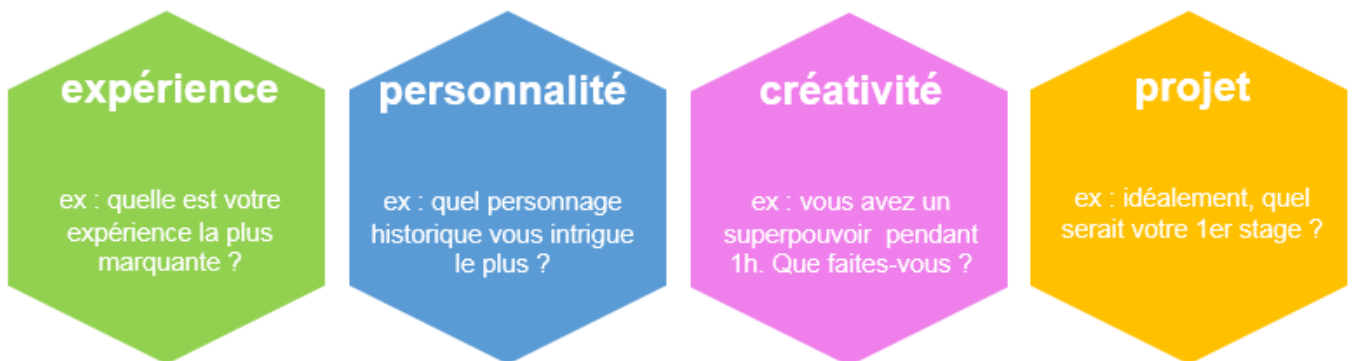 expérience
ex : quelle est votre
expérience la plus
marquante ?
personnalité
ex : quel personnage
historique vous intrigue
le plus ?
créativité
ex : vous avez un
superpouvoir pendant
1h. Que faites-vous ?
projet
ex : idéalement, quel
serait votre 1er stage ?